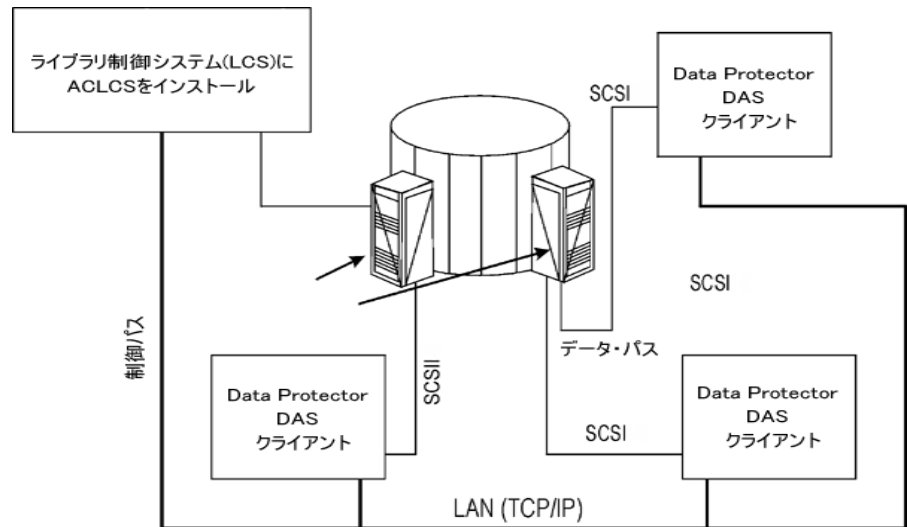 ライブラリ制御システム(LCS)に
ACLCSをインストール
SCSI
Data Protector
DAS
クライアント
SCSI
制御パス
データ・パス
SCSII
Data Protector
DAS
クライアント
SCSI
Data Protector
DAS
クライアント
LAN (TCP/IP)